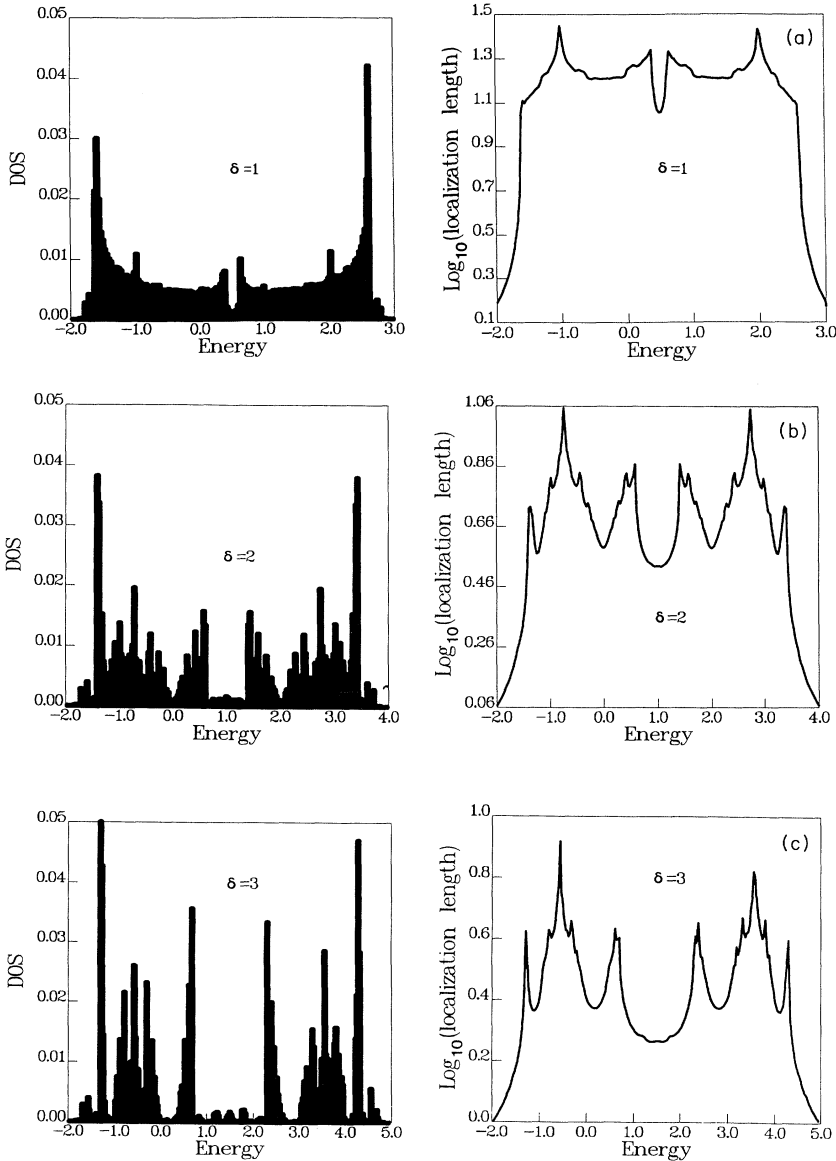 0.05
0.04
0.03
0.02
0.01
0.00
DOS
δ=1
-2.0 -1.0 0.0 1.0 2.0 3.0
Energy
1.5
1.3
1.1
0.9
0.7
0.5
0.3
0.1
Log10(localization length)
(a)
δ=1
-2.0 -1.0 0.0 1.0 2.0 3.0
Energy
0.05
0.04
0.03
0.02
0.01
0.00
DOS
δ=2
-2.0 -1.0 0.0 1.0 2.0 3.0 4.0
Energy
1.06
0.86
0.66
0.46
0.26
0.06
Log10(localization length)
(b)
δ=2
-2.0 -1.0 0.0 1.0 2.0 3.0 4.0
Energy
0.05
0.04
0.03
0.02
0.01
0.00
DOS
δ=3
-2.0 -1.0 0.0 1.0 2.0 3.0 4.0 5.0
Energy
1.0
0.8
0.6
0.4
0.2
0.0
Log10(localization length)
(c)
δ=3
-2.0 -1.0 0.0 1.0 2.0 3.0 4.0 5.0
Energy